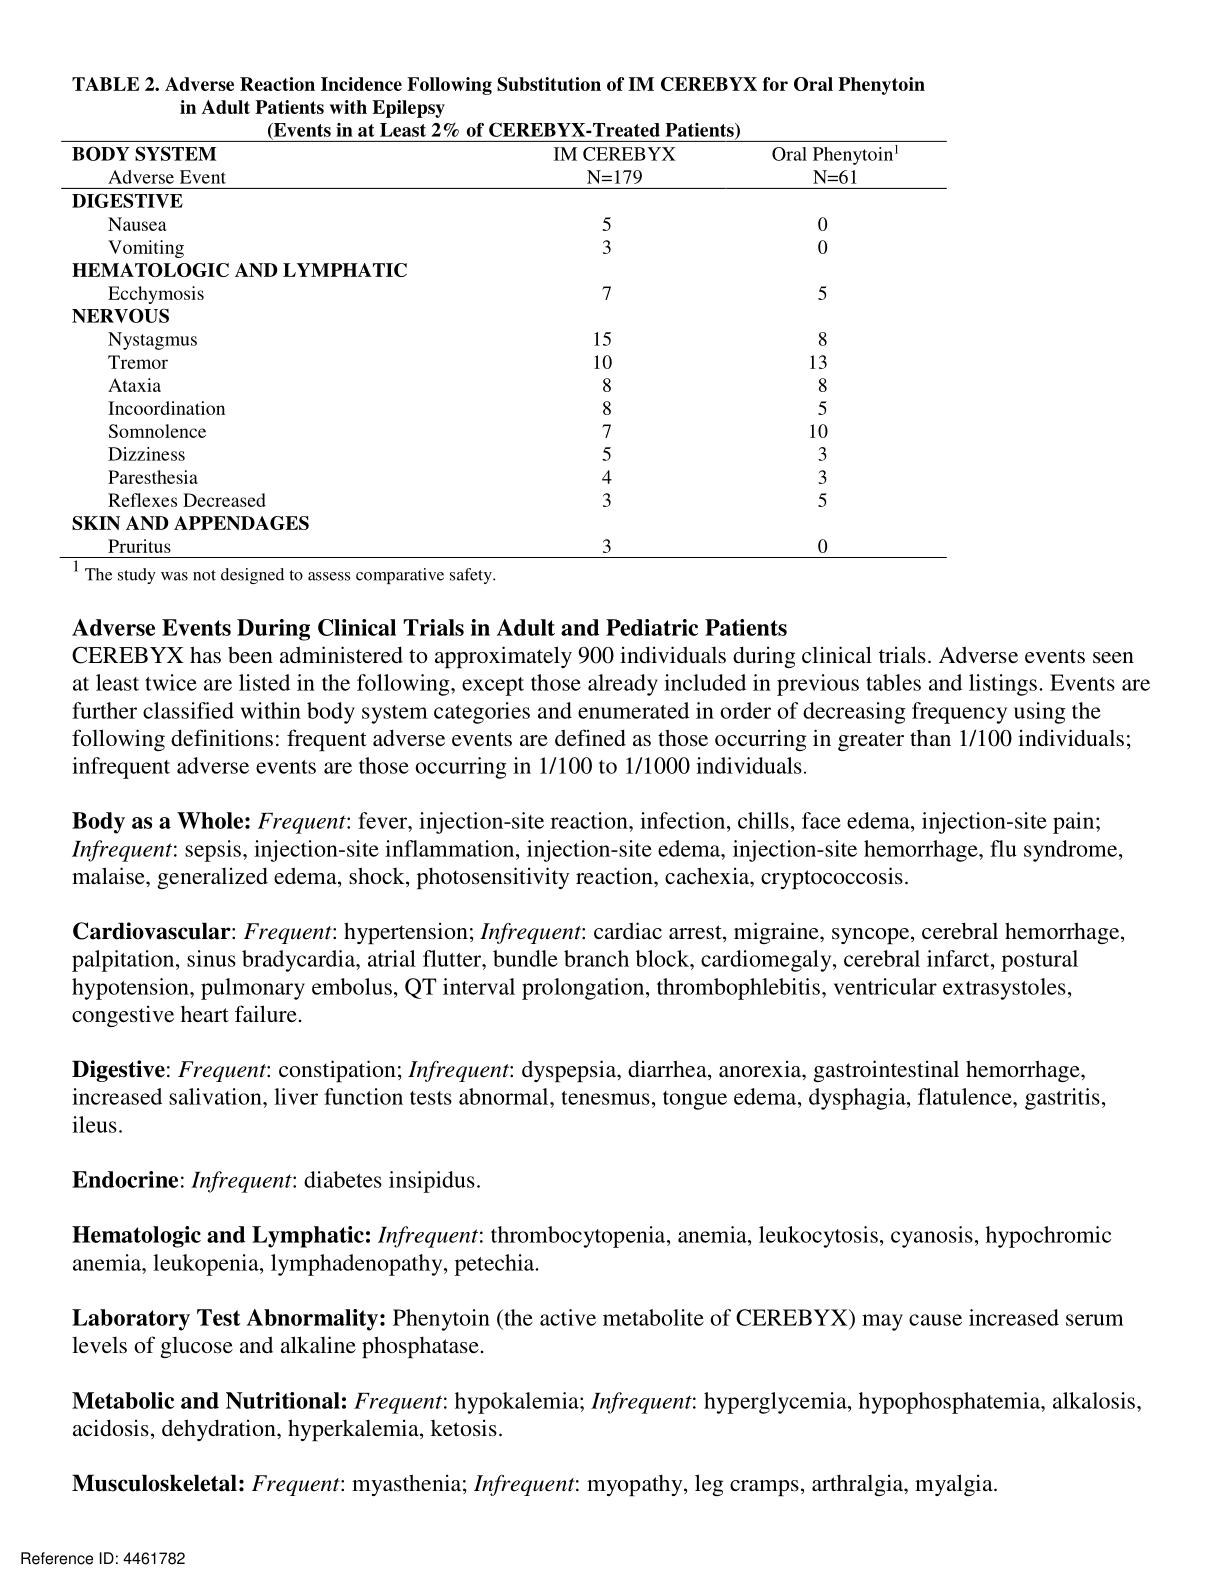 TABLE 2. Adverse Reaction Incidence Following Substitution of IM CEREBYX for Oral Phenytoin
in Adult Patients with Epilepsy
(Events in at Least 2% of CEREBYX-Treated Patients)
BODY SYSTEM IM CEREBYX Oral Phenytoin¹
Adverse Event N=179 N=61
DIGESTIVE
Nausea 5 0
Vomiting 3 0
HEMATOLOGIC AND LYMPHATIC
Ecchymosis 7 5
NERVOUS
Nystagmus 15 8
Tremor 10 13
Ataxia 8 8
Incoordination 8 5
Somnolence 7 10
Dizziness 5 3
Paresthesia 4 3
Reflexes Decreased 3 5
SKIN AND APPENDAGES
Pruritus 3 0
¹ The study was not designed to assess comparative safety.
Adverse Events During Clinical Trials in Adult and Pediatric Patients
CEREBYX has been administered to approximately 900 individuals during clinical trials. Adverse events seen
at least twice are listed in the following, except those already included in previous tables and listings. Events are
further classified within body system categories and enumerated in order of decreasing frequency using the
following definitions: frequent adverse events are defined as those occurring in greater than 1/100 individuals;
infrequent adverse events are those occurring in 1/100 to 1/1000 individuals.
Body as a Whole: Frequent: fever, injection-site reaction, infection, chills, face edema, injection-site pain;
Infrequent: sepsis, injection-site inflammation, injection-site edema, injection-site hemorrhage, flu syndrome,
malaise, generalized edema, shock, photosensitivity reaction, cachexia, cryptococcosis.
Cardiovascular: Frequent: hypertension; Infrequent: cardiac arrest, migraine, syncope, cerebral hemorrhage,
palpitation, sinus bradycardia, atrial flutter, bundle branch block, cardiomegaly, cerebral infarct, postural
hypotension, pulmonary embolus, QT interval prolongation, thrombophlebitis, ventricular extrasystoles,
congestive heart failure.
Digestive: Frequent: constipation; Infrequent: dyspepsia, diarrhea, anorexia, gastrointestinal hemorrhage,
increased salivation, liver function tests abnormal, tenesmus, tongue edema, dysphagia, flatulence, gastritis,
ileus.
Endocrine: Infrequent: diabetes insipidus.
Hematologic and Lymphatic: Infrequent: thrombocytopenia, anemia, leukocytosis, cyanosis, hypochromic
anemia, leukopenia, lymphadenopathy, petechia.
Laboratory Test Abnormality: Phenytoin (the active metabolite of CEREBYX) may cause increased serum
levels of glucose and alkaline phosphatase.
Metabolic and Nutritional: Frequent: hypokalemia; Infrequent: hyperglycemia, hypophosphatemia, alkalosis,
acidosis, dehydration, hyperkalemia, ketosis.
Musculoskeletal: Frequent: myasthenia; Infrequent: myopathy, leg cramps, arthralgia, myalgia.
Reference ID: 4461782